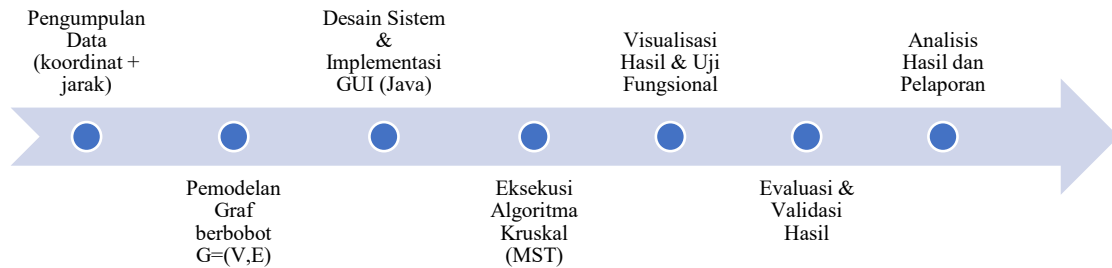 Pengumpulan
Data
(koordinat +
jarak)
Pemodelan
Graf
berbobot
G=(V,E)
Desain Sistem
&
Implementasi
GUI (Java)
Eksekusi
Algoritma
Kruskal
(MST)
Visualisasi
Hasil & Uji
Fungsional
Evaluasi &
Validasi
Hasil
Analisis
Hasil dan
Pelaporan